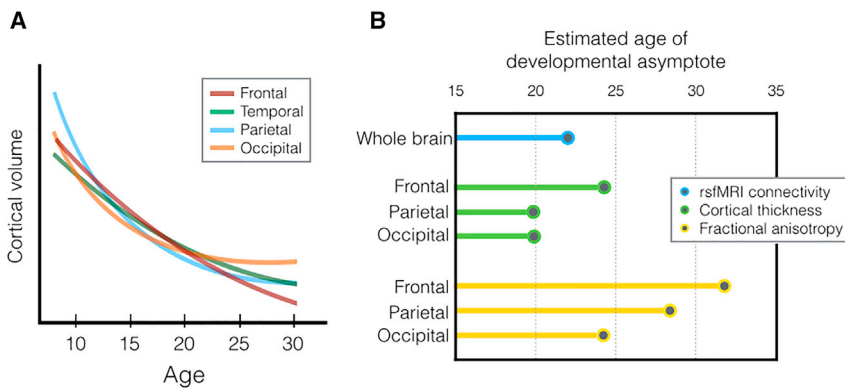 A
Cortical volume
Frontal
Temporal
Parietal
Occipital
10 15 20 25 30
Age
B
Estimated age of
developmental asymptote
15 20 25 30 35
Whole brain
Frontal
Parietal
Occipital
Frontal
Parietal
Occipital
rsfMRI connectivity
Cortical thickness
Fractional anisotropy